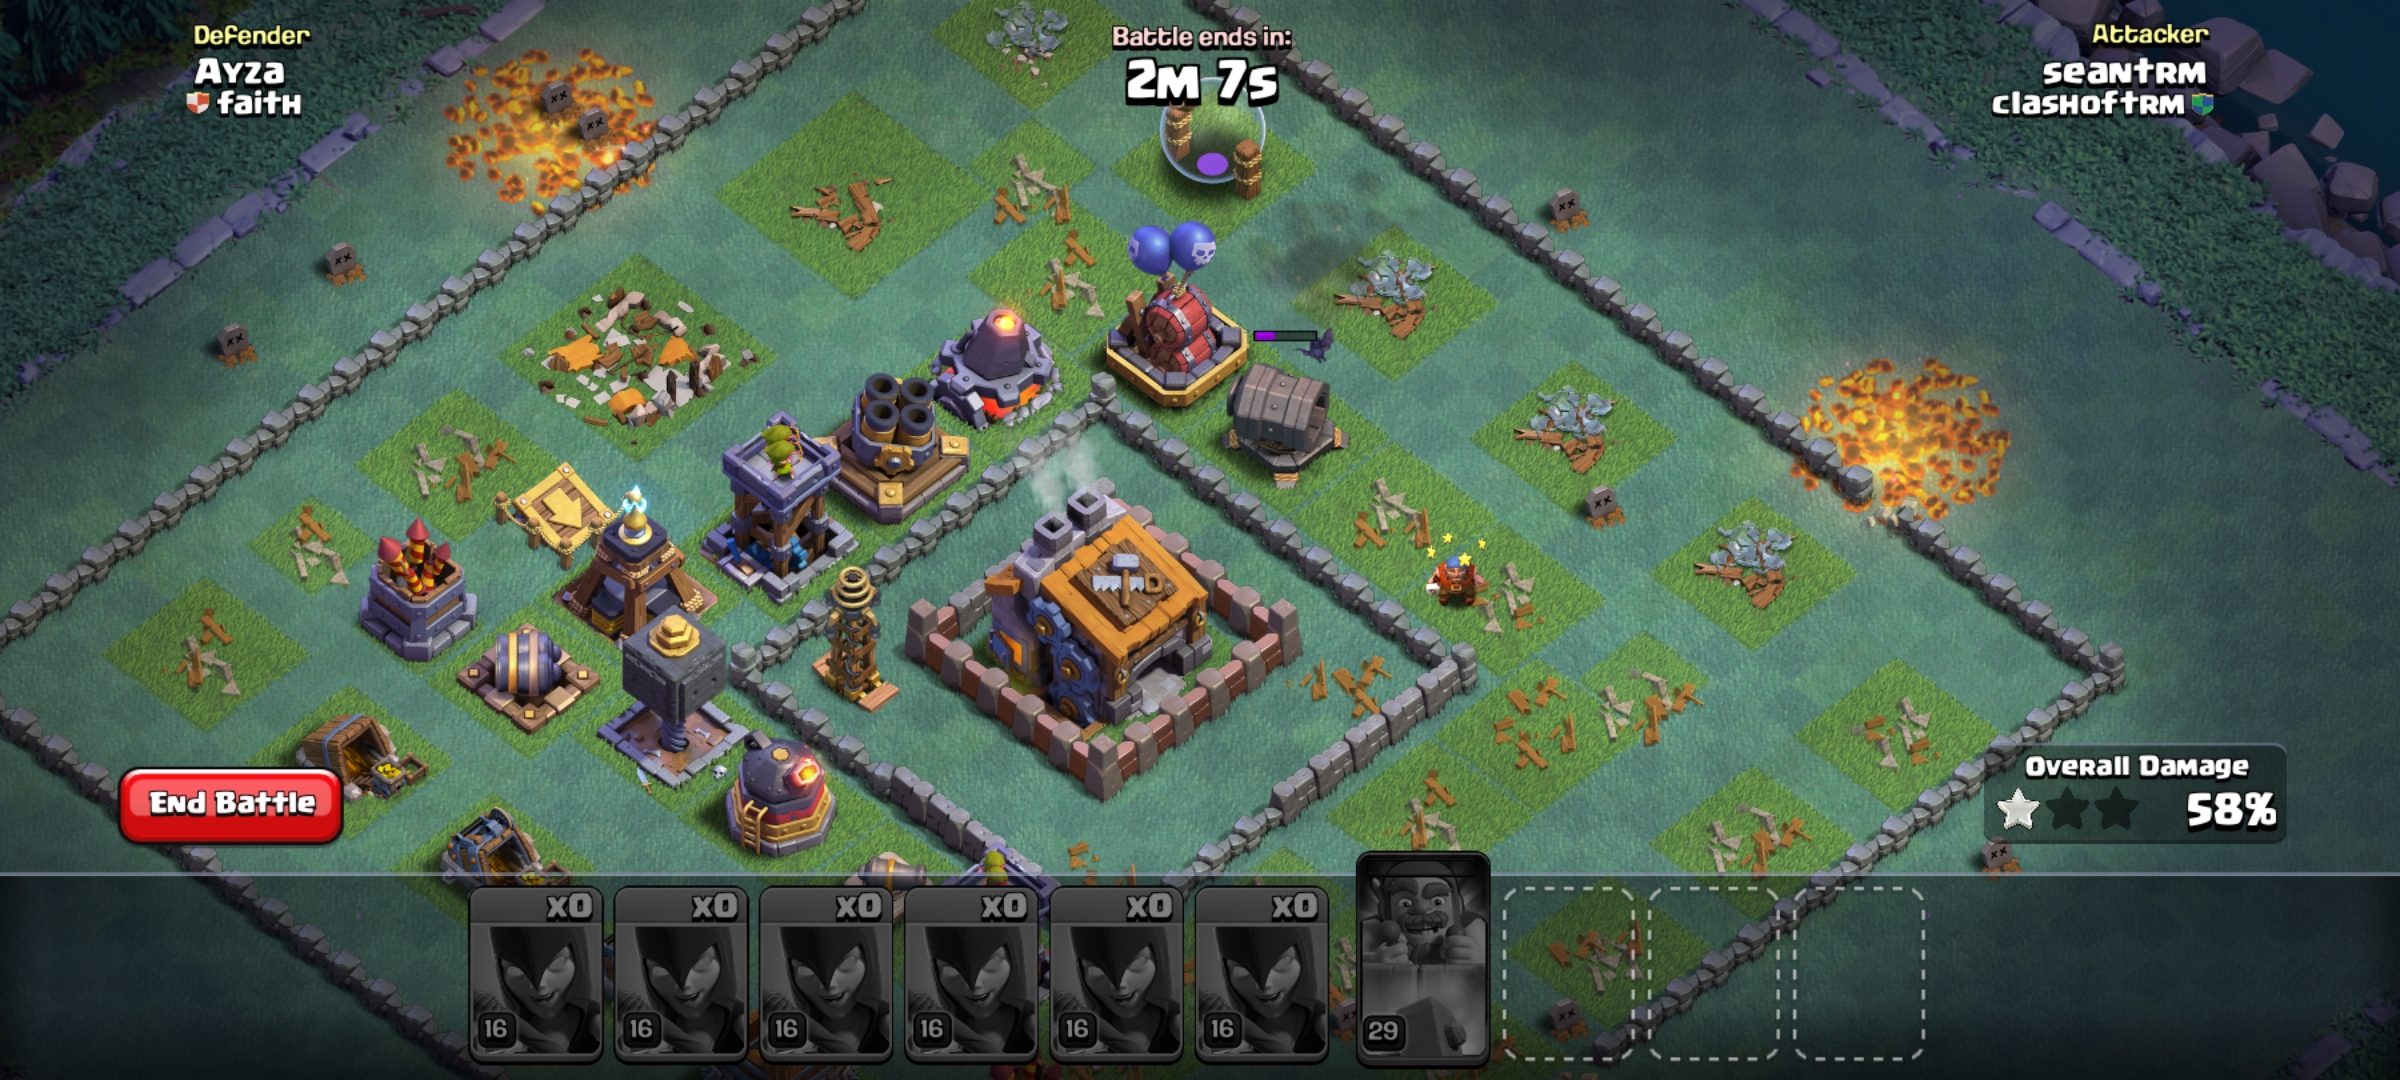 Defender
Ayza
faith
Battle ends in:
2M 7s
Attacker
seantrm
clashoftrm
End Battle
Overall Damage
58%
x0 x0 x0 x0 x0 x0
16 16 16 16 16 16 29